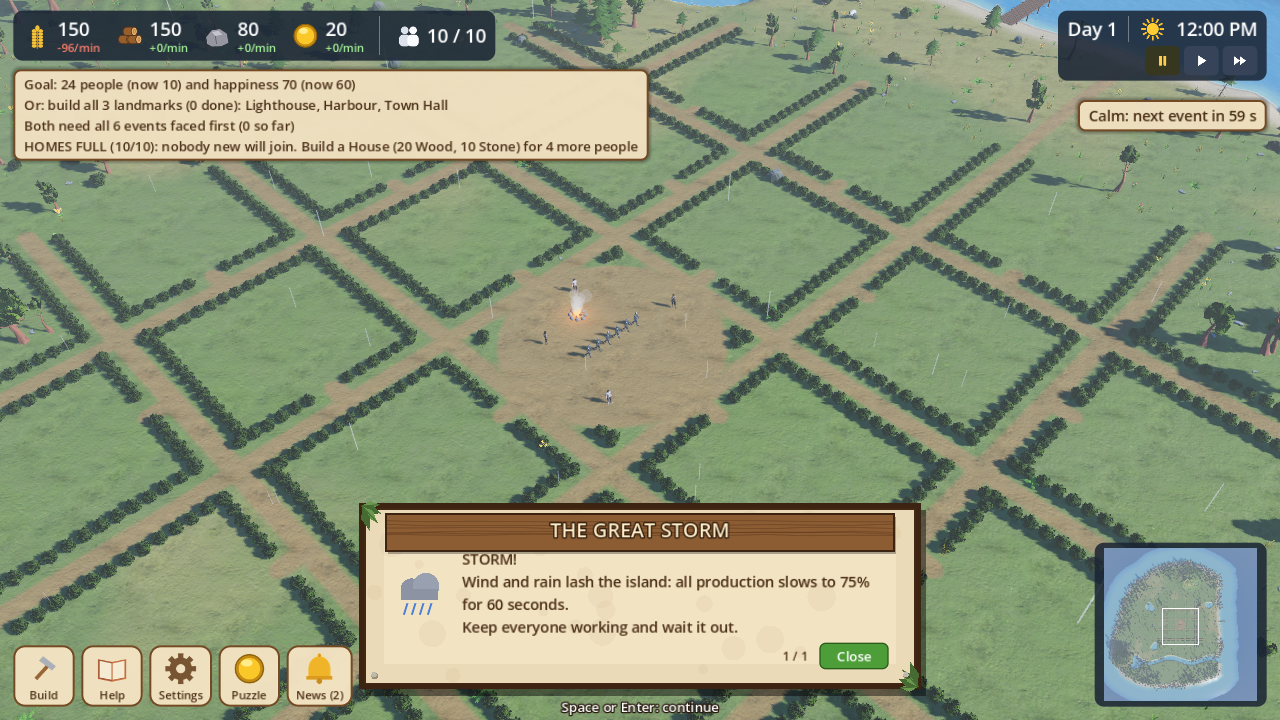 150
-96/min
150
+0/min
80
+0/min
20
+0/min
10 / 10
Day 1
12:00 PM
Goal: 24 people (now 10) and happiness 70 (now 60)
Or: build all 3 landmarks (0 done): Lighthouse, Harbour, Town Hall
Both need all 6 events faced first (0 so far)
HOMES FULL (10/10): nobody new will join. Build a House (20 Wood, 10 Stone) for 4 more people
Calm: next event in 59 s
THE GREAT STORM
STORM!
Wind and rain lash the island: all production slows to 75%
for 60 seconds.
Keep everyone working and wait it out.
1 / 1
Close
Build
Help
Settings
Puzzle
News (2)
Space or Enter: continue